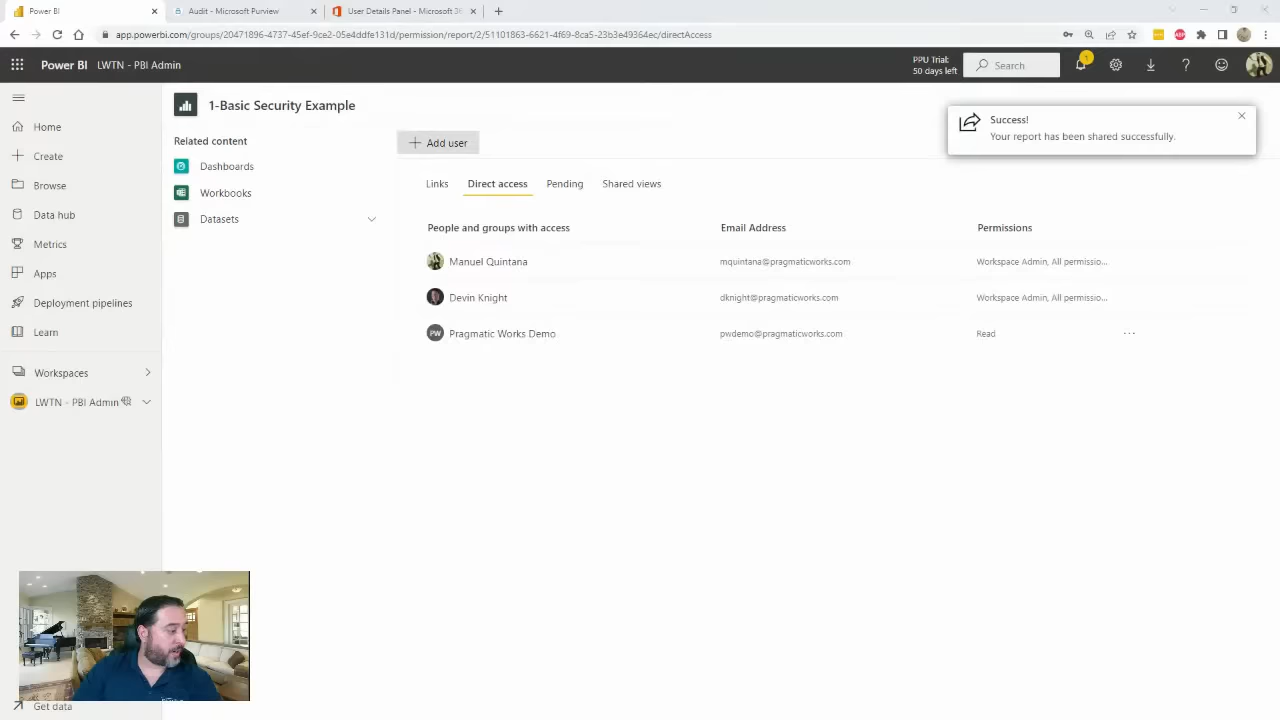 Power BI
Audit - Microsoft Purview
User Details Panel - Microsoft 36
app.powerbi.com/groups/20471896-4737-45ef-9ce2-05e4ddfe131d/permission/report/2/51101863-6621-4f69-8ca5-23b3e49364ec/directAccess
Power BI LWTN - PBI Admin
PPU Trial:
50 days left
Search
1
Home
Create
Browse
Data hub
Metrics
Apps
Deployment pipelines
Learn
Workspaces
LWTN - PBI Admin
Get data
1-Basic Security Example
Related content
Dashboards
Workbooks
Datasets
Add user
Success!
Your report has been shared successfully.
Links Direct access Pending Shared views
People and groups with access Email Address Permissions
Manuel Quintana mquintana@pragmaticworks.com Workspace Admin, All permissio...
Devin Knight dknight@pragmaticworks.com Workspace Admin, All permissio...
PW Pragmatic Works Demo pwdemo@pragmaticworks.com Read ...